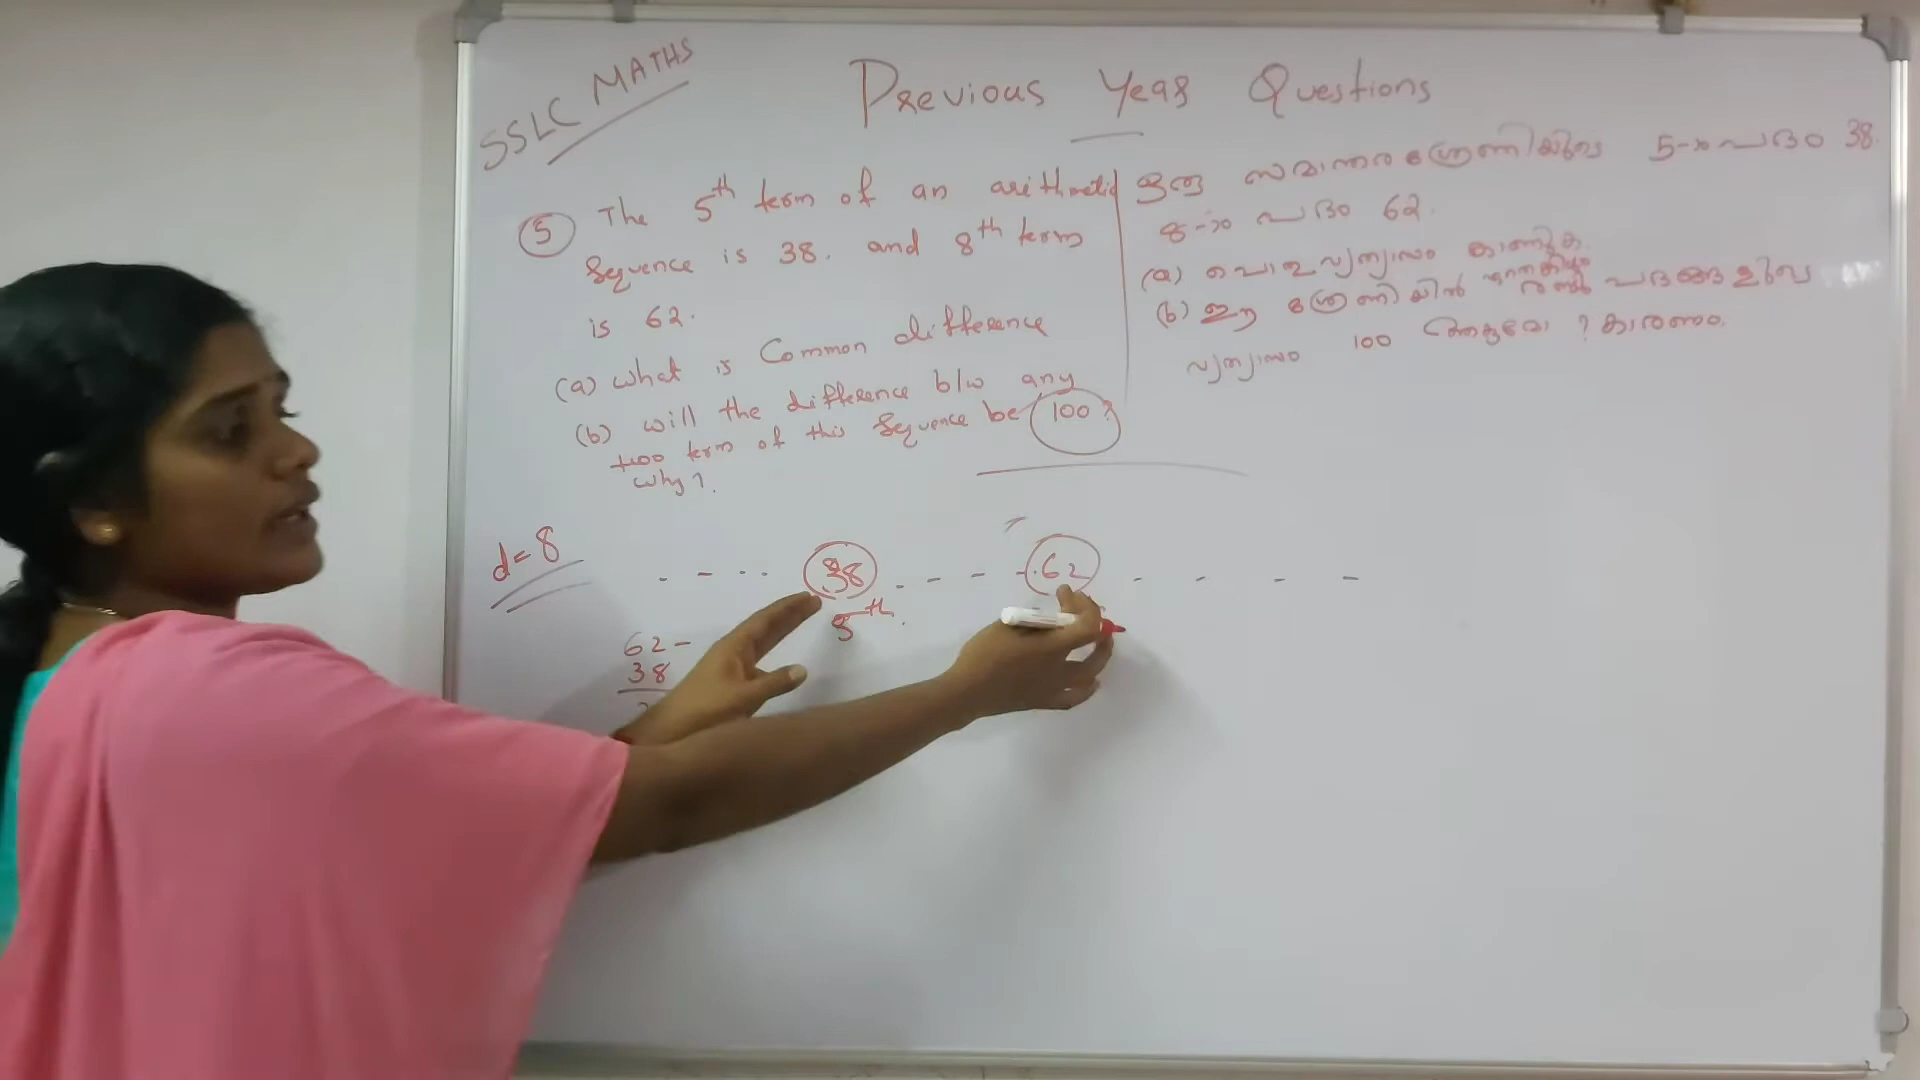 SSLC MATHS
Previous Year Questions
(5) The 5th term of an arithmetic
Sequence is 38. and 8th term
is 62.
(a) what is Common difference
(b) will the difference b/w any
two term of this Sequence be 100?
why?.
ഒരു സമാന്തരശ്രേണിയുടെ 5-ാം പദം 38.
8-ാം പദം 62.
(a) പൊതുവ്യത്യാസം കാണുക.
(b) ഈ ശ്രേണിയിൽ ഏതെങ്കിലും രണ്ടു പദങ്ങളുടെ
വ്യത്യാസം 100 ആകുമോ ? കാരണം.
d=8
- - - - 38 - - - - 62 - - - -
5th.
62 -
38